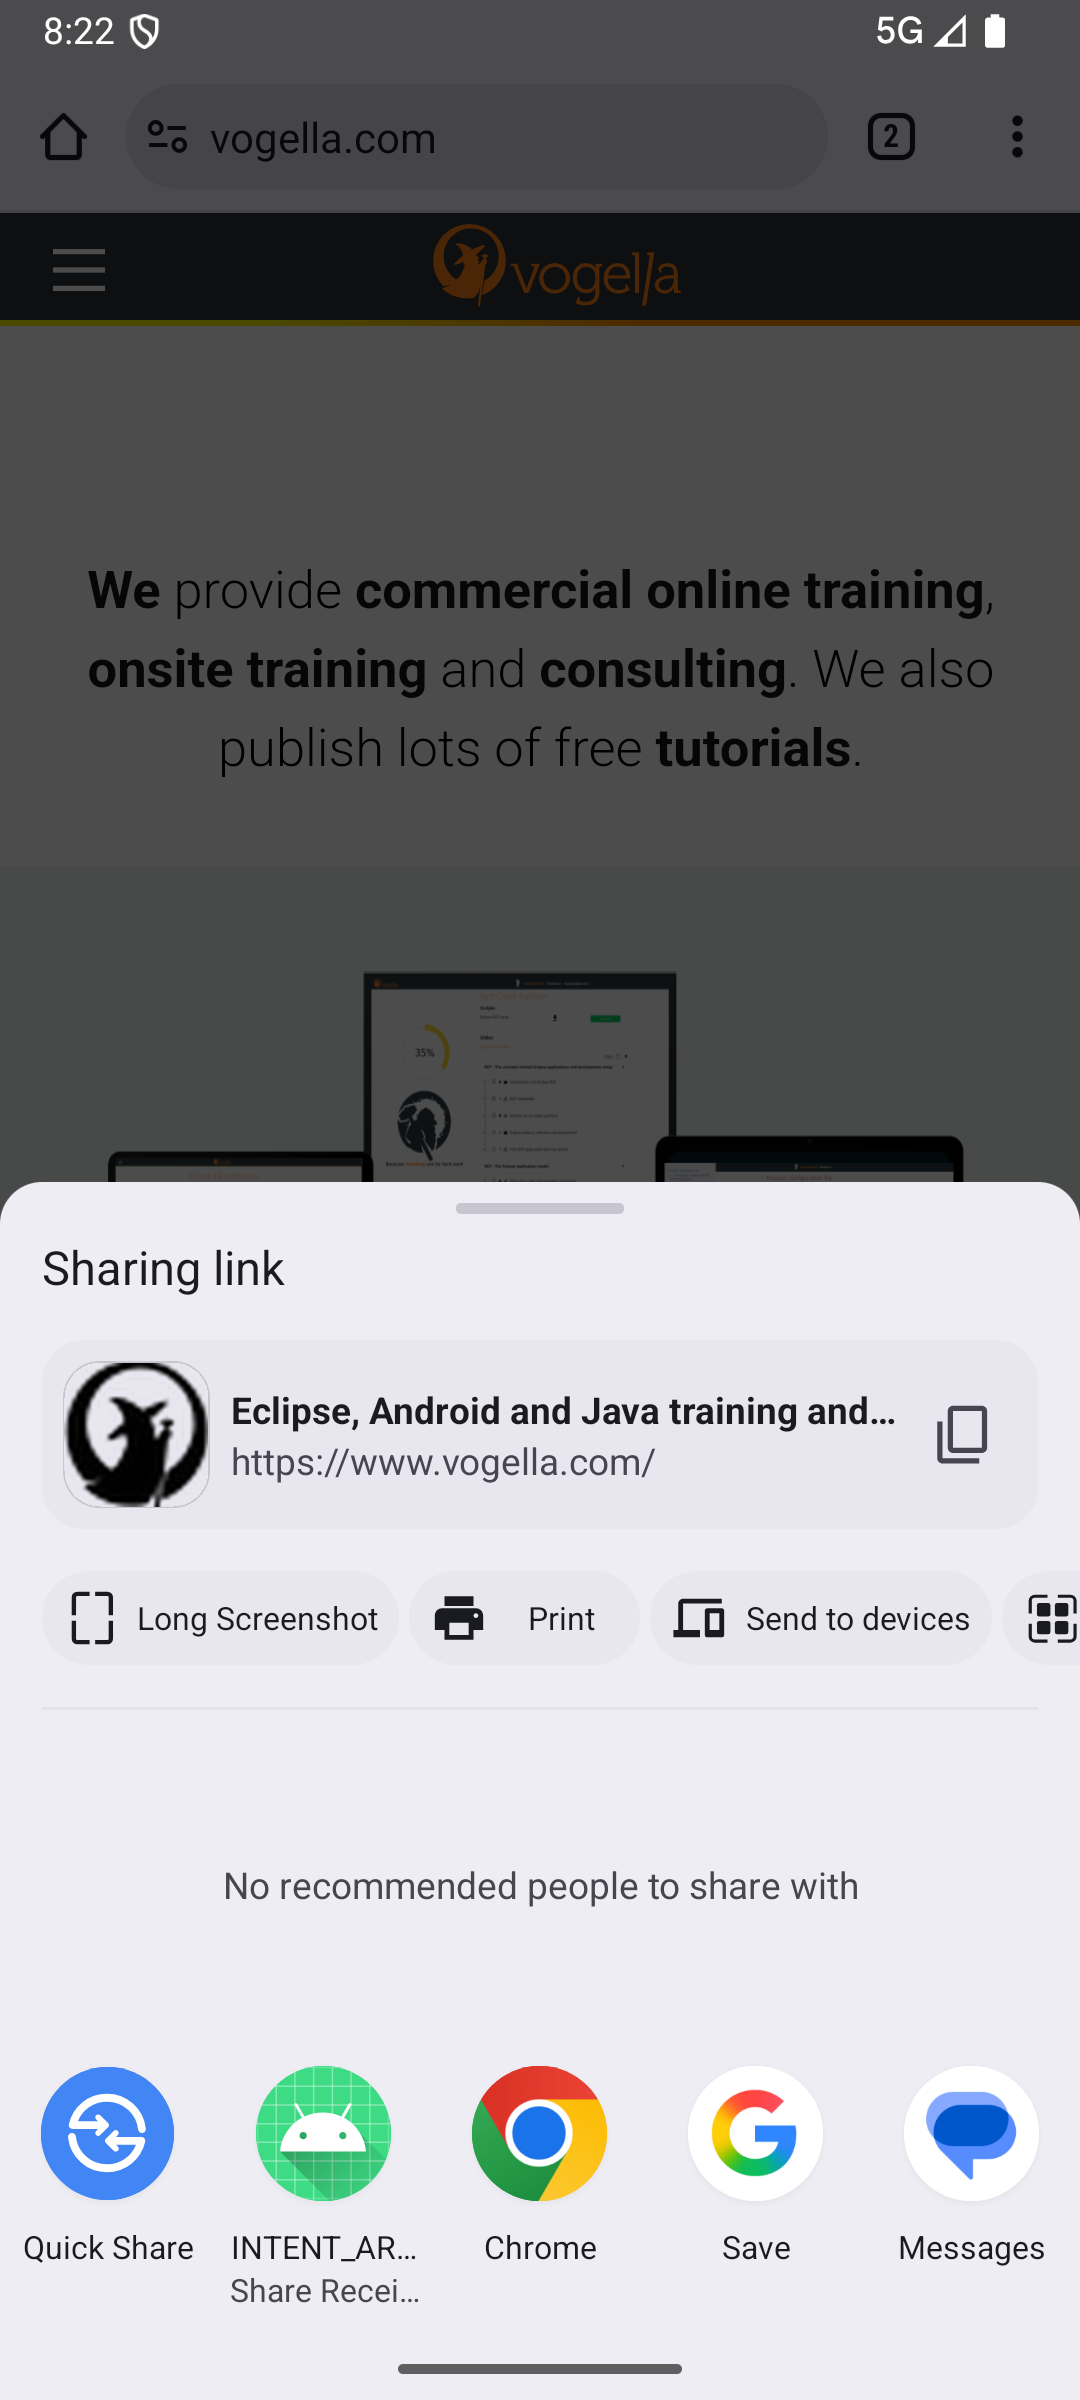 8:22
5G
vogella.com
2
vogella
We provide commercial online training,
onsite training and consulting. We also
publish lots of free tutorials.
35%
Sharing link
Eclipse, Android and Java training and…
https://www.vogella.com/
Long Screenshot
Print
Send to devices
No recommended people to share with
Quick Share
INTENT_AR…
Chrome
Save
Messages
Share Recei…